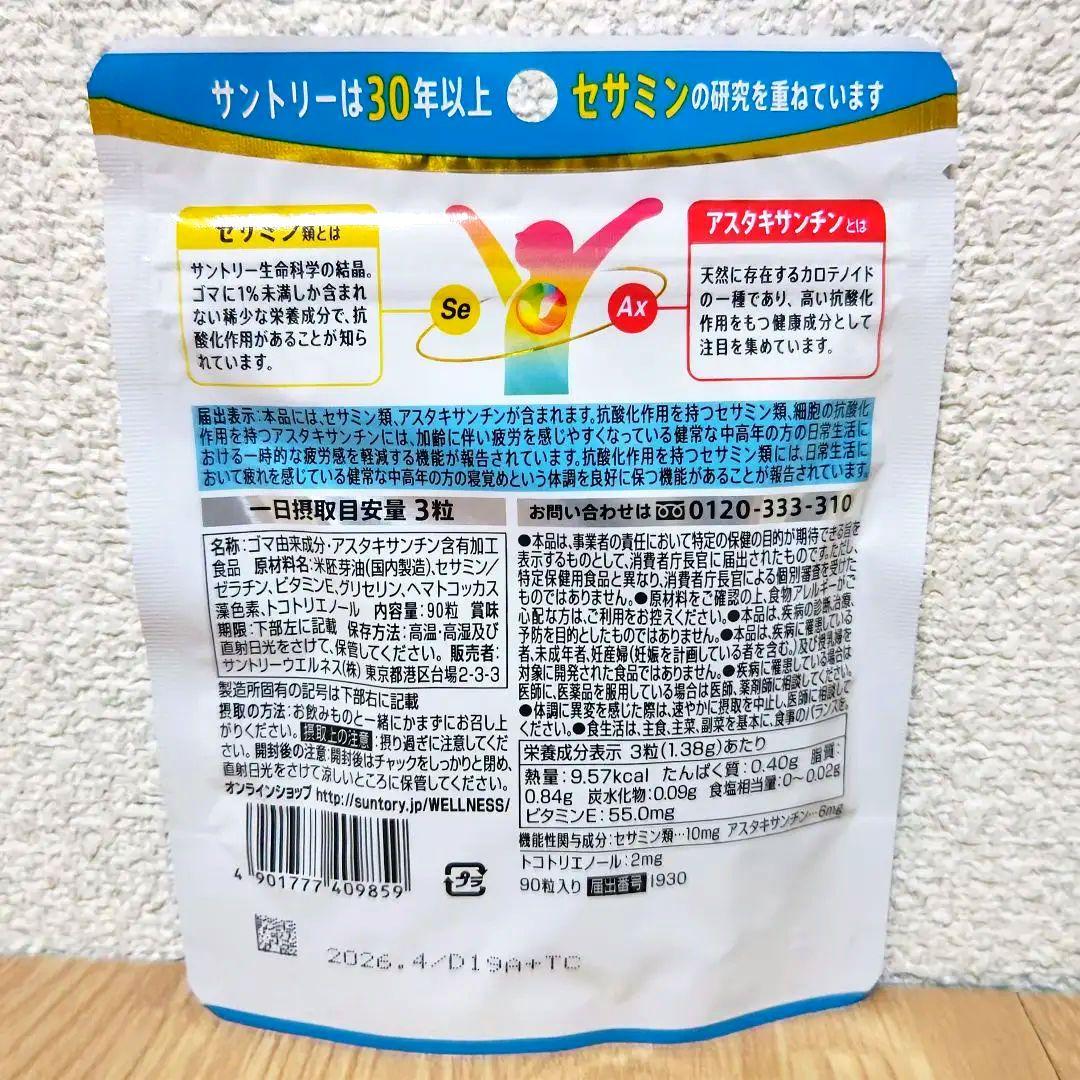 サントリーは30年以上 セサミンの研究を重ねています
セサミン類とは
サントリー生命科学の結晶。
ゴマに1%未満しか含まれ
ない稀少な栄養成分で、抗
酸化作用があることが知ら
れています。
Se
Ax
アスタキサンチンとは
天然に存在するカロテノイド
の一種であり、高い抗酸化
作用をもつ健康成分として
注目を集めています。
届出表示:本品には、セサミン類、アスタキサンチンが含まれます。抗酸化作用を持つセサミン類、細胞の抗酸化
作用を持つアスタキサンチンには、加齢に伴い疲労を感じやすくなっている健常な中高年の方の日常生活に
おける一時的な疲労感を軽減する機能が報告されています。抗酸化作用を持つセサミン類には、日常生活に
おいて疲れを感じている健常な中高年の方の寝覚めという体調を良好に保つ機能があることが報告されています。
一日摂取目安量 3粒
名称:ゴマ由来成分・アスタキサンチン含有加工
食品 原材料名:米胚芽油(国内製造)、セサミン/
ゼラチン、ビタミンE、グリセリン、ヘマトコッカス
藻色素、トコトリエノール 内容量:90粒 賞味
期限:下部左に記載 保存方法:高温・高湿及び
直射日光をさけて、保管してください。 販売者:
サントリーウエルネス(株) 東京都港区台場2-3-3
製造所固有の記号は下部右に記載
摂取の方法:お飲みものと一緒にかまずにお召し上
がりください。 摂取上の注意:摂り過ぎに注意してくだ
さい。開封後の注意:開封後はチャックをしっかりと閉め、
直射日光をさけて涼しいところに保管してください。
オンラインショップ http://suntory.jp/WELLNESS/
4 901777 409859
プラ
お問い合わせは 0120-333-310
●本品は、事業者の責任において特定の保健の目的が期待できる旨を
表示するものとして、消費者庁長官に届出されたものです。ただし、
特定保健用食品と異なり、消費者庁長官による個別審査を受けた
ものではありません。●原材料をご確認の上、食物アレルギーがご
心配な方は、ご利用をお控えください。●本品は、疾病の診断、治療、
予防を目的としたものではありません。●本品は、疾病に罹患している
者、未成年者、妊産婦(妊娠を計画している者を含む。)及び授乳婦を
対象に開発された食品ではありません。●疾病に罹患している場合は
医師に、医薬品を服用している場合は医師、薬剤師に相談してください。
●体調に異変を感じた際は、速やかに摂取を中止し、医師に相談して
ください。●食生活は、主食、主菜、副菜を基本に、食事のバランスを。
栄養成分表示 3粒(1.38g)あたり
熱量:9.57kcal たんぱく質:0.40g 脂質:
0.84g 炭水化物:0.09g 食塩相当量:0～0.02g
ビタミンE:55.0mg
機能性関与成分:セサミン類…10mg アスタキサンチン…6mg
トコトリエノール:2mg
90粒入り 届出番号 I930
2026.4/D19A+TC